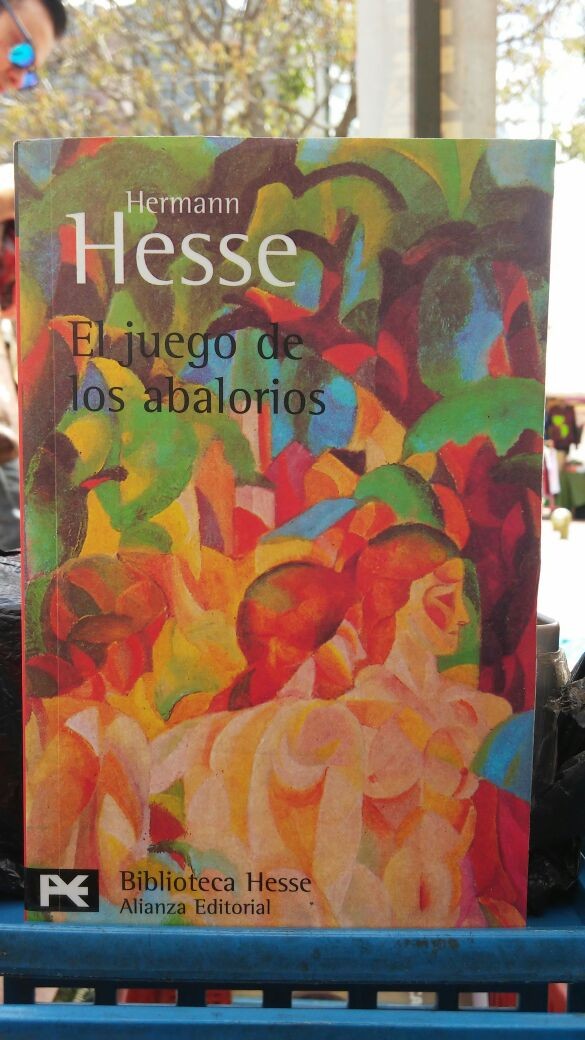 Hermann
Hesse
El juego de
los abalorios
Biblioteca Hesse
Alianza Editorial